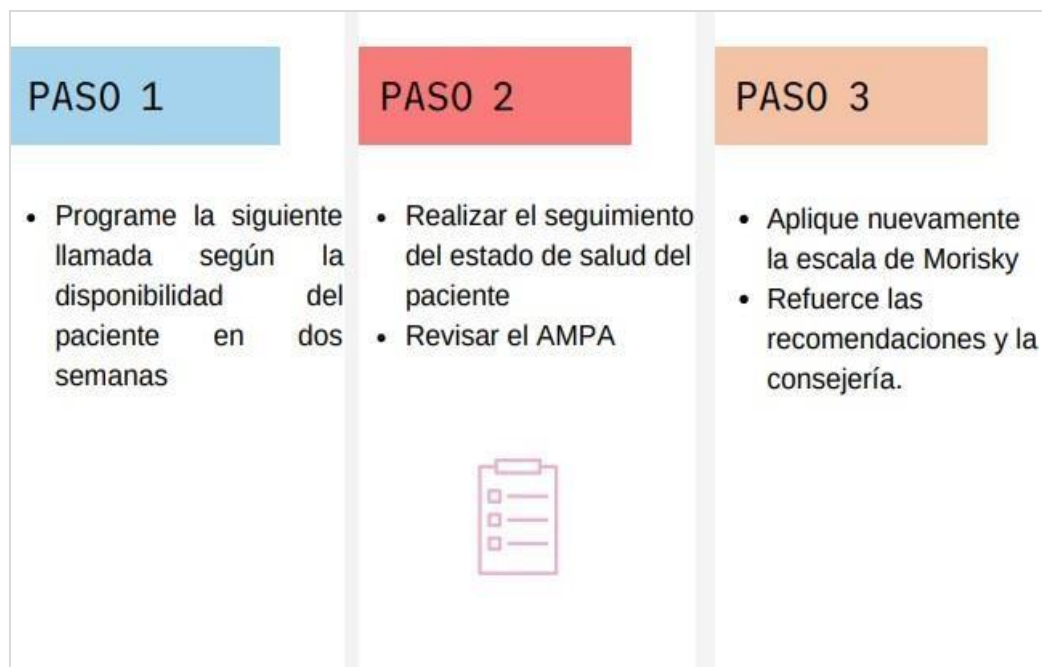 PASO 1
• Programe la siguiente
llamada según la
disponibilidad del
paciente en dos
semanas
PASO 2
• Realizar el seguimiento
del estado de salud del
paciente
• Revisar el AMPA
PASO 3
• Aplique nuevamente
la escala de Morisky
• Refuerce las
recomendaciones y la
consejería.